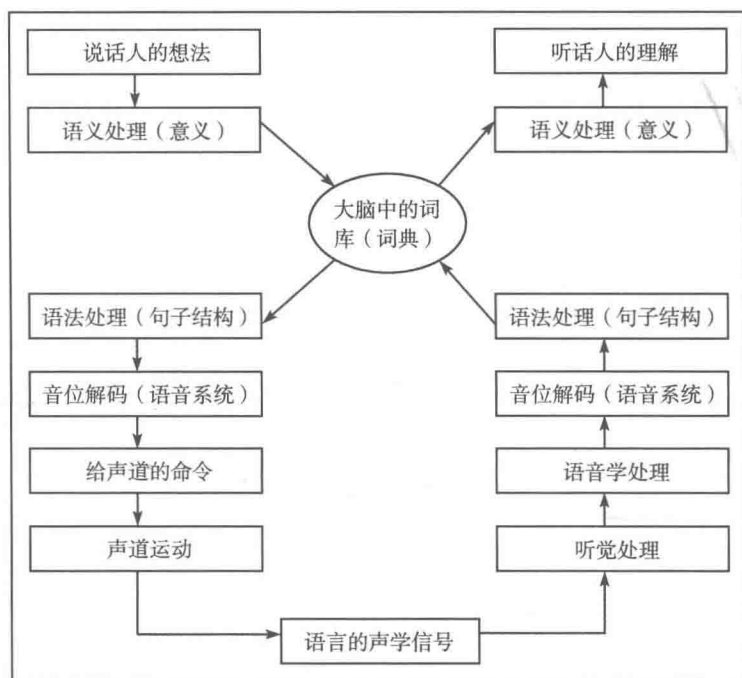 说话人的想法
语义处理（意义）
大脑中的词
库（词典）
语法处理（句子结构）
音位解码（语音系统）
给声道的命令
声道运动
语言的声学信号
听觉处理
语音学处理
音位解码（语音系统）
语法处理（句子结构）
语义处理（意义）
听话人的理解